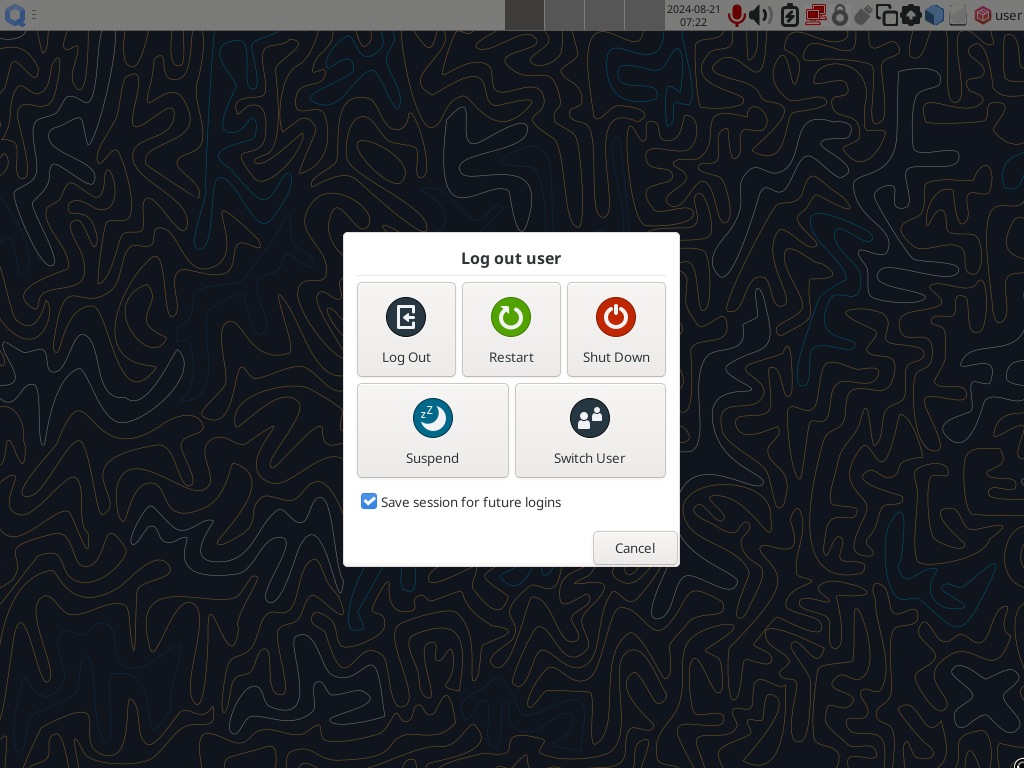 2024-08-21
07:22
user
Log out user
Log Out
Restart
Shut Down
Suspend
Switch User
Save session for future logins
Cancel